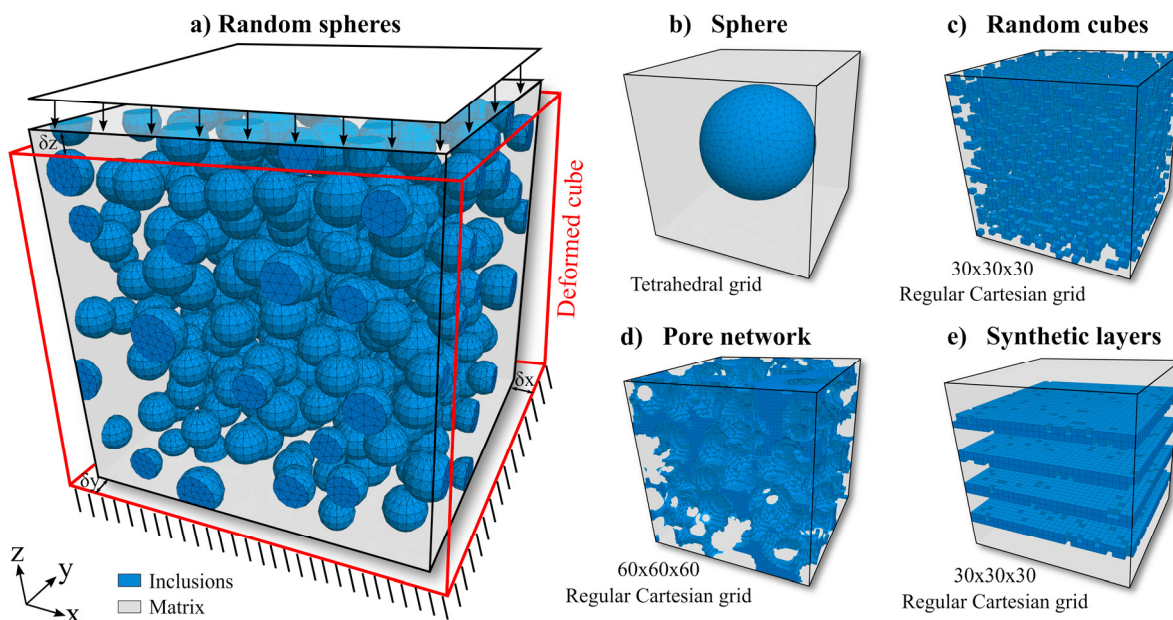 a) Random spheres
δz
Deformed cube
δx
δy
z
y
x
Inclusions
Matrix
b) Sphere
Tetrahedral grid
c) Random cubes
30x30x30
Regular Cartesian grid
d) Pore network
60x60x60
Regular Cartesian grid
e) Synthetic layers
30x30x30
Regular Cartesian grid